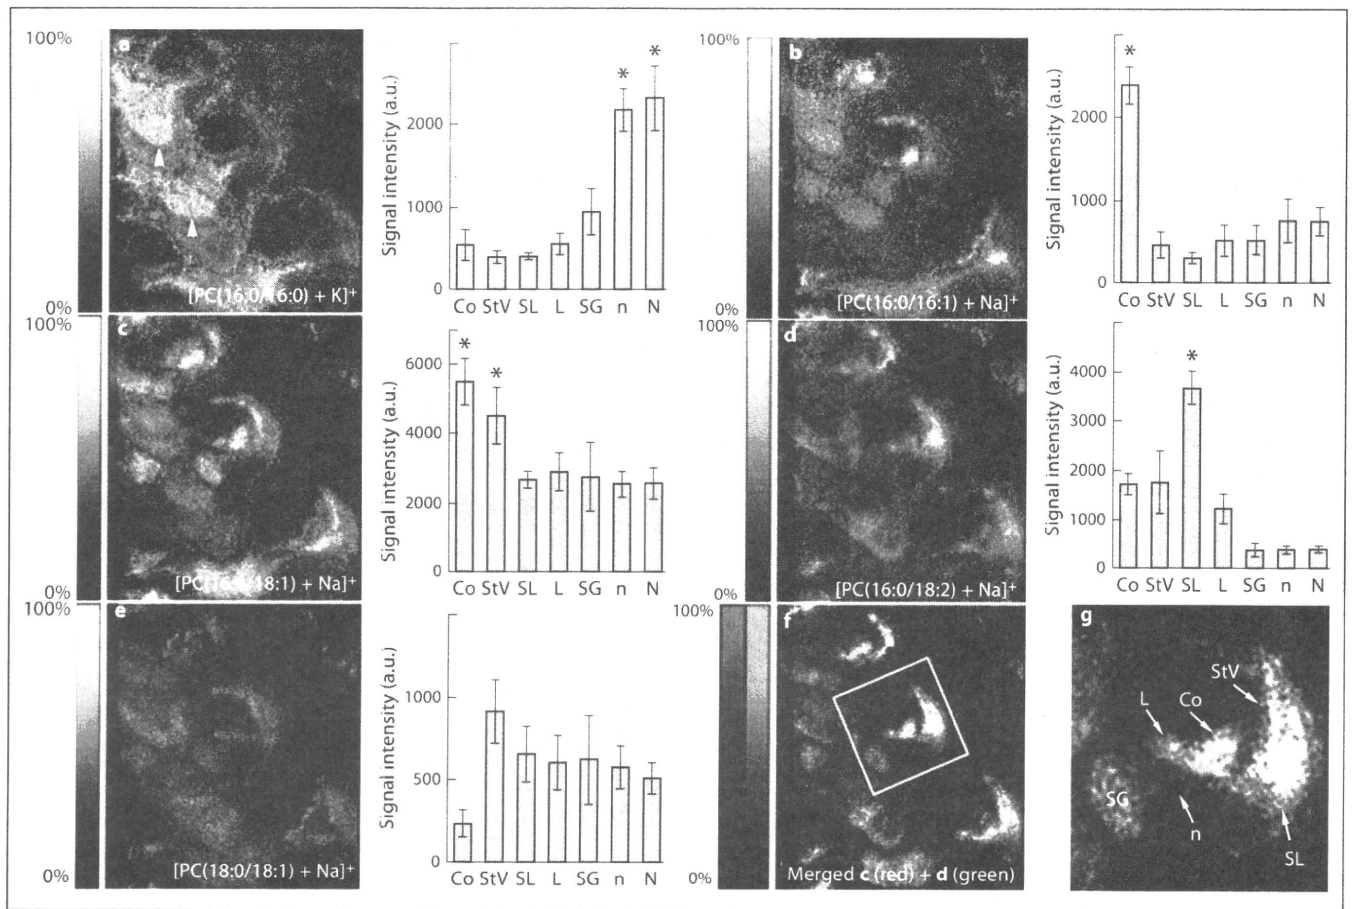 100%
0%
a
[PC(16:0/16:0) + K]+
Signal intensity (a.u.)
2000
1000
0
* *
Co StV SL L SG n N
100%
0%
b
[PC(16:0/16:1) + Na]+
Signal intensity (a.u.)
2000
1000
0
*
Co StV SL L SG n N
100%
0%
c
[PC(16:0/18:1) + Na]+
Signal intensity (a.u.)
6000
4000
2000
0
* *
Co StV SL L SG n N
100%
0%
d
[PC(16:0/18:2) + Na]+
Signal intensity (a.u.)
4000
3000
2000
1000
0
*
Co StV SL L SG n N
100%
0%
e
[PC(18:0/18:1) + Na]+
Signal intensity (a.u.)
1000
500
0
Co StV SL L SG n N
100%
0%
f
Merged c (red) + d (green)
g
StV
L
Co
SG
n
SL